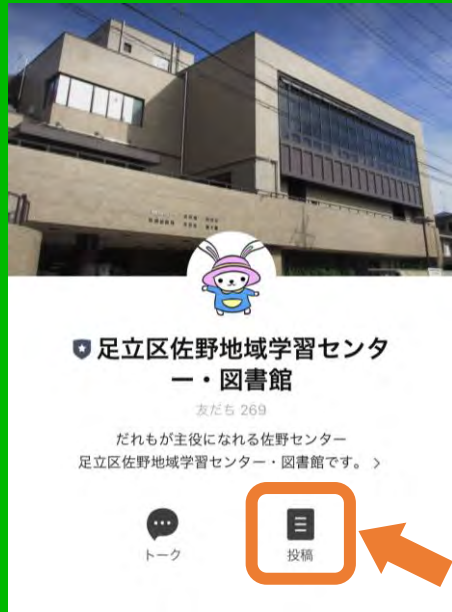 足立区佐野地域学習センタ
ー・図書館
友だち 269
だれもが主役になれる佐野センター
足立区佐野地域学習センター・図書館です。 >
トーク
投稿